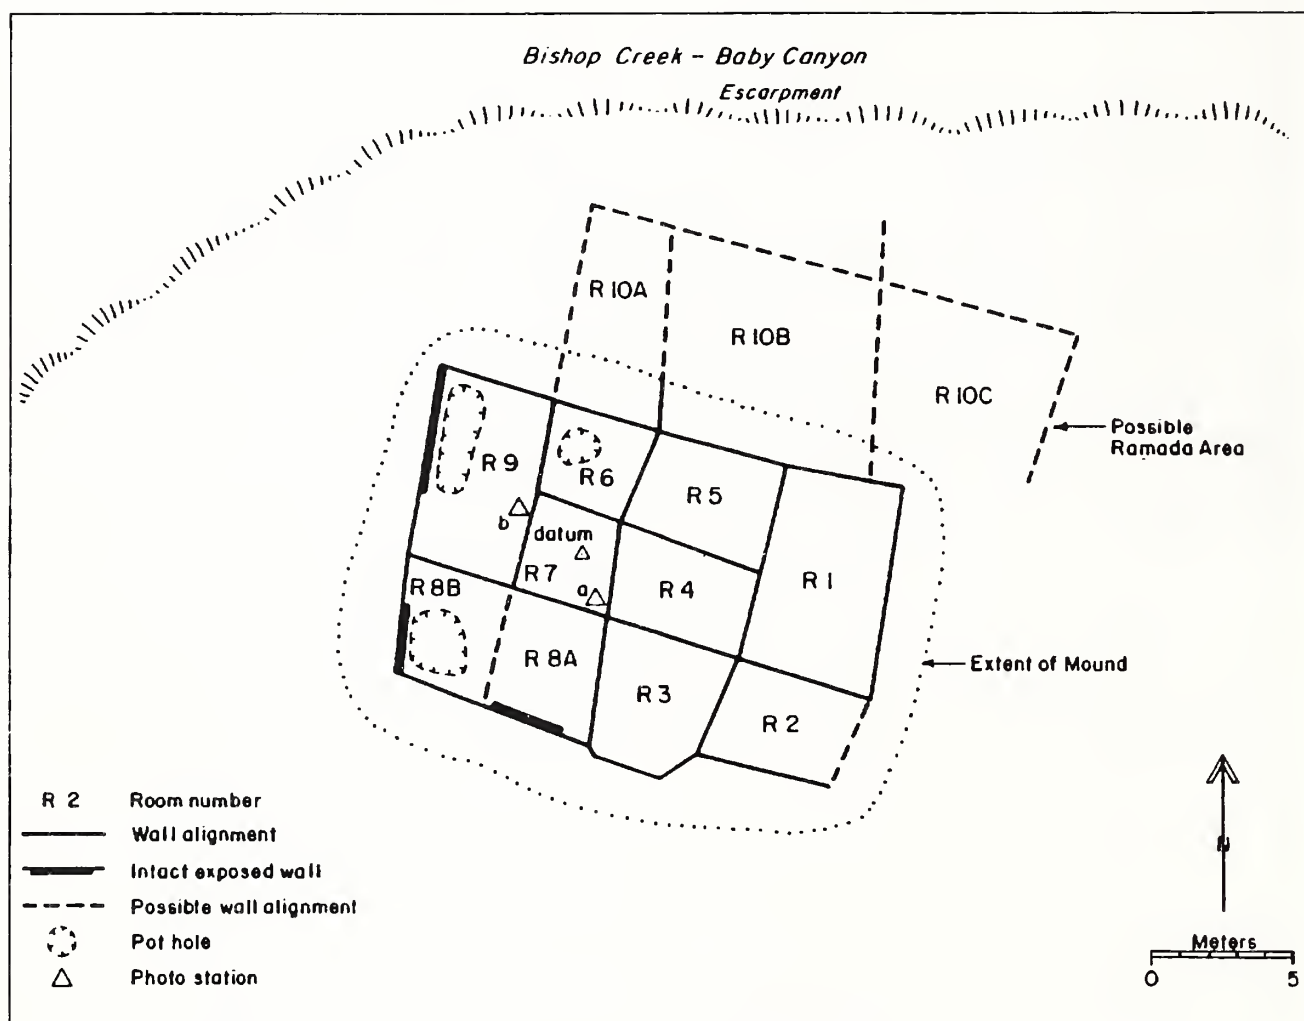 Bishop Creek - Baby Canyon
Escarpment
R 10A
R 10B
R 10C
Possible
Ramada Area
R 9
R 6
R 5
b
datum
R 7
a
R 4
R 1
R 8B
R 8A
R 3
R 2
Extent of Mound
R 2 Room number
Wall alignment
Intact exposed wall
Possible wall alignment
Pot hole
Photo station
N
Meters
0 5